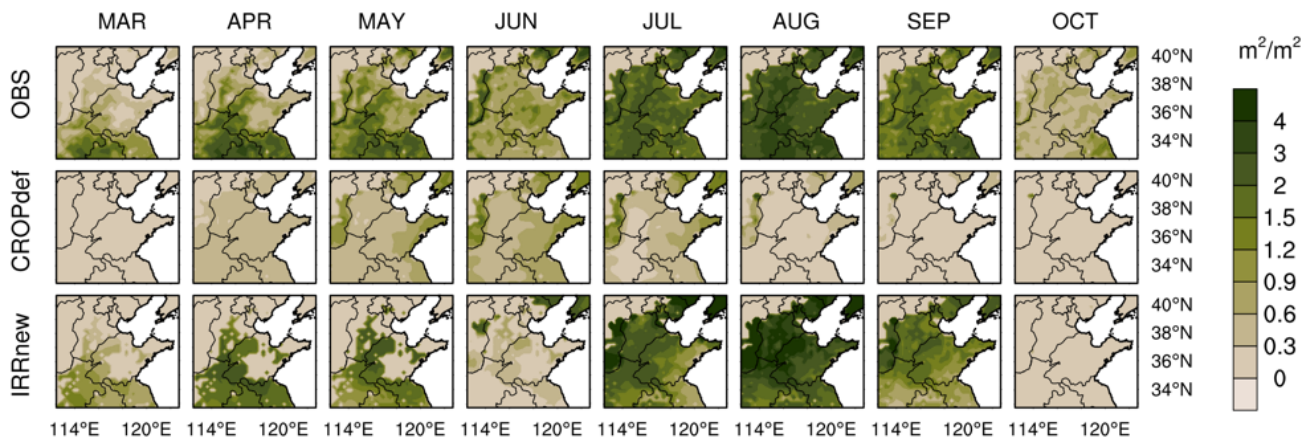 MAR APR MAY JUN JUL AUG SEP OCT
m²/m²
OBS
40°N
38°N
36°N
34°N
CROPdef
40°N
38°N
36°N
34°N
IRRnew
40°N
38°N
36°N
34°N
4
3
2
1.5
1.2
0.9
0.6
0.3
0
114°E 120°E 114°E 120°E 114°E 120°E 114°E 120°E 114°E 120°E 114°E 120°E 114°E 120°E 114°E 120°E